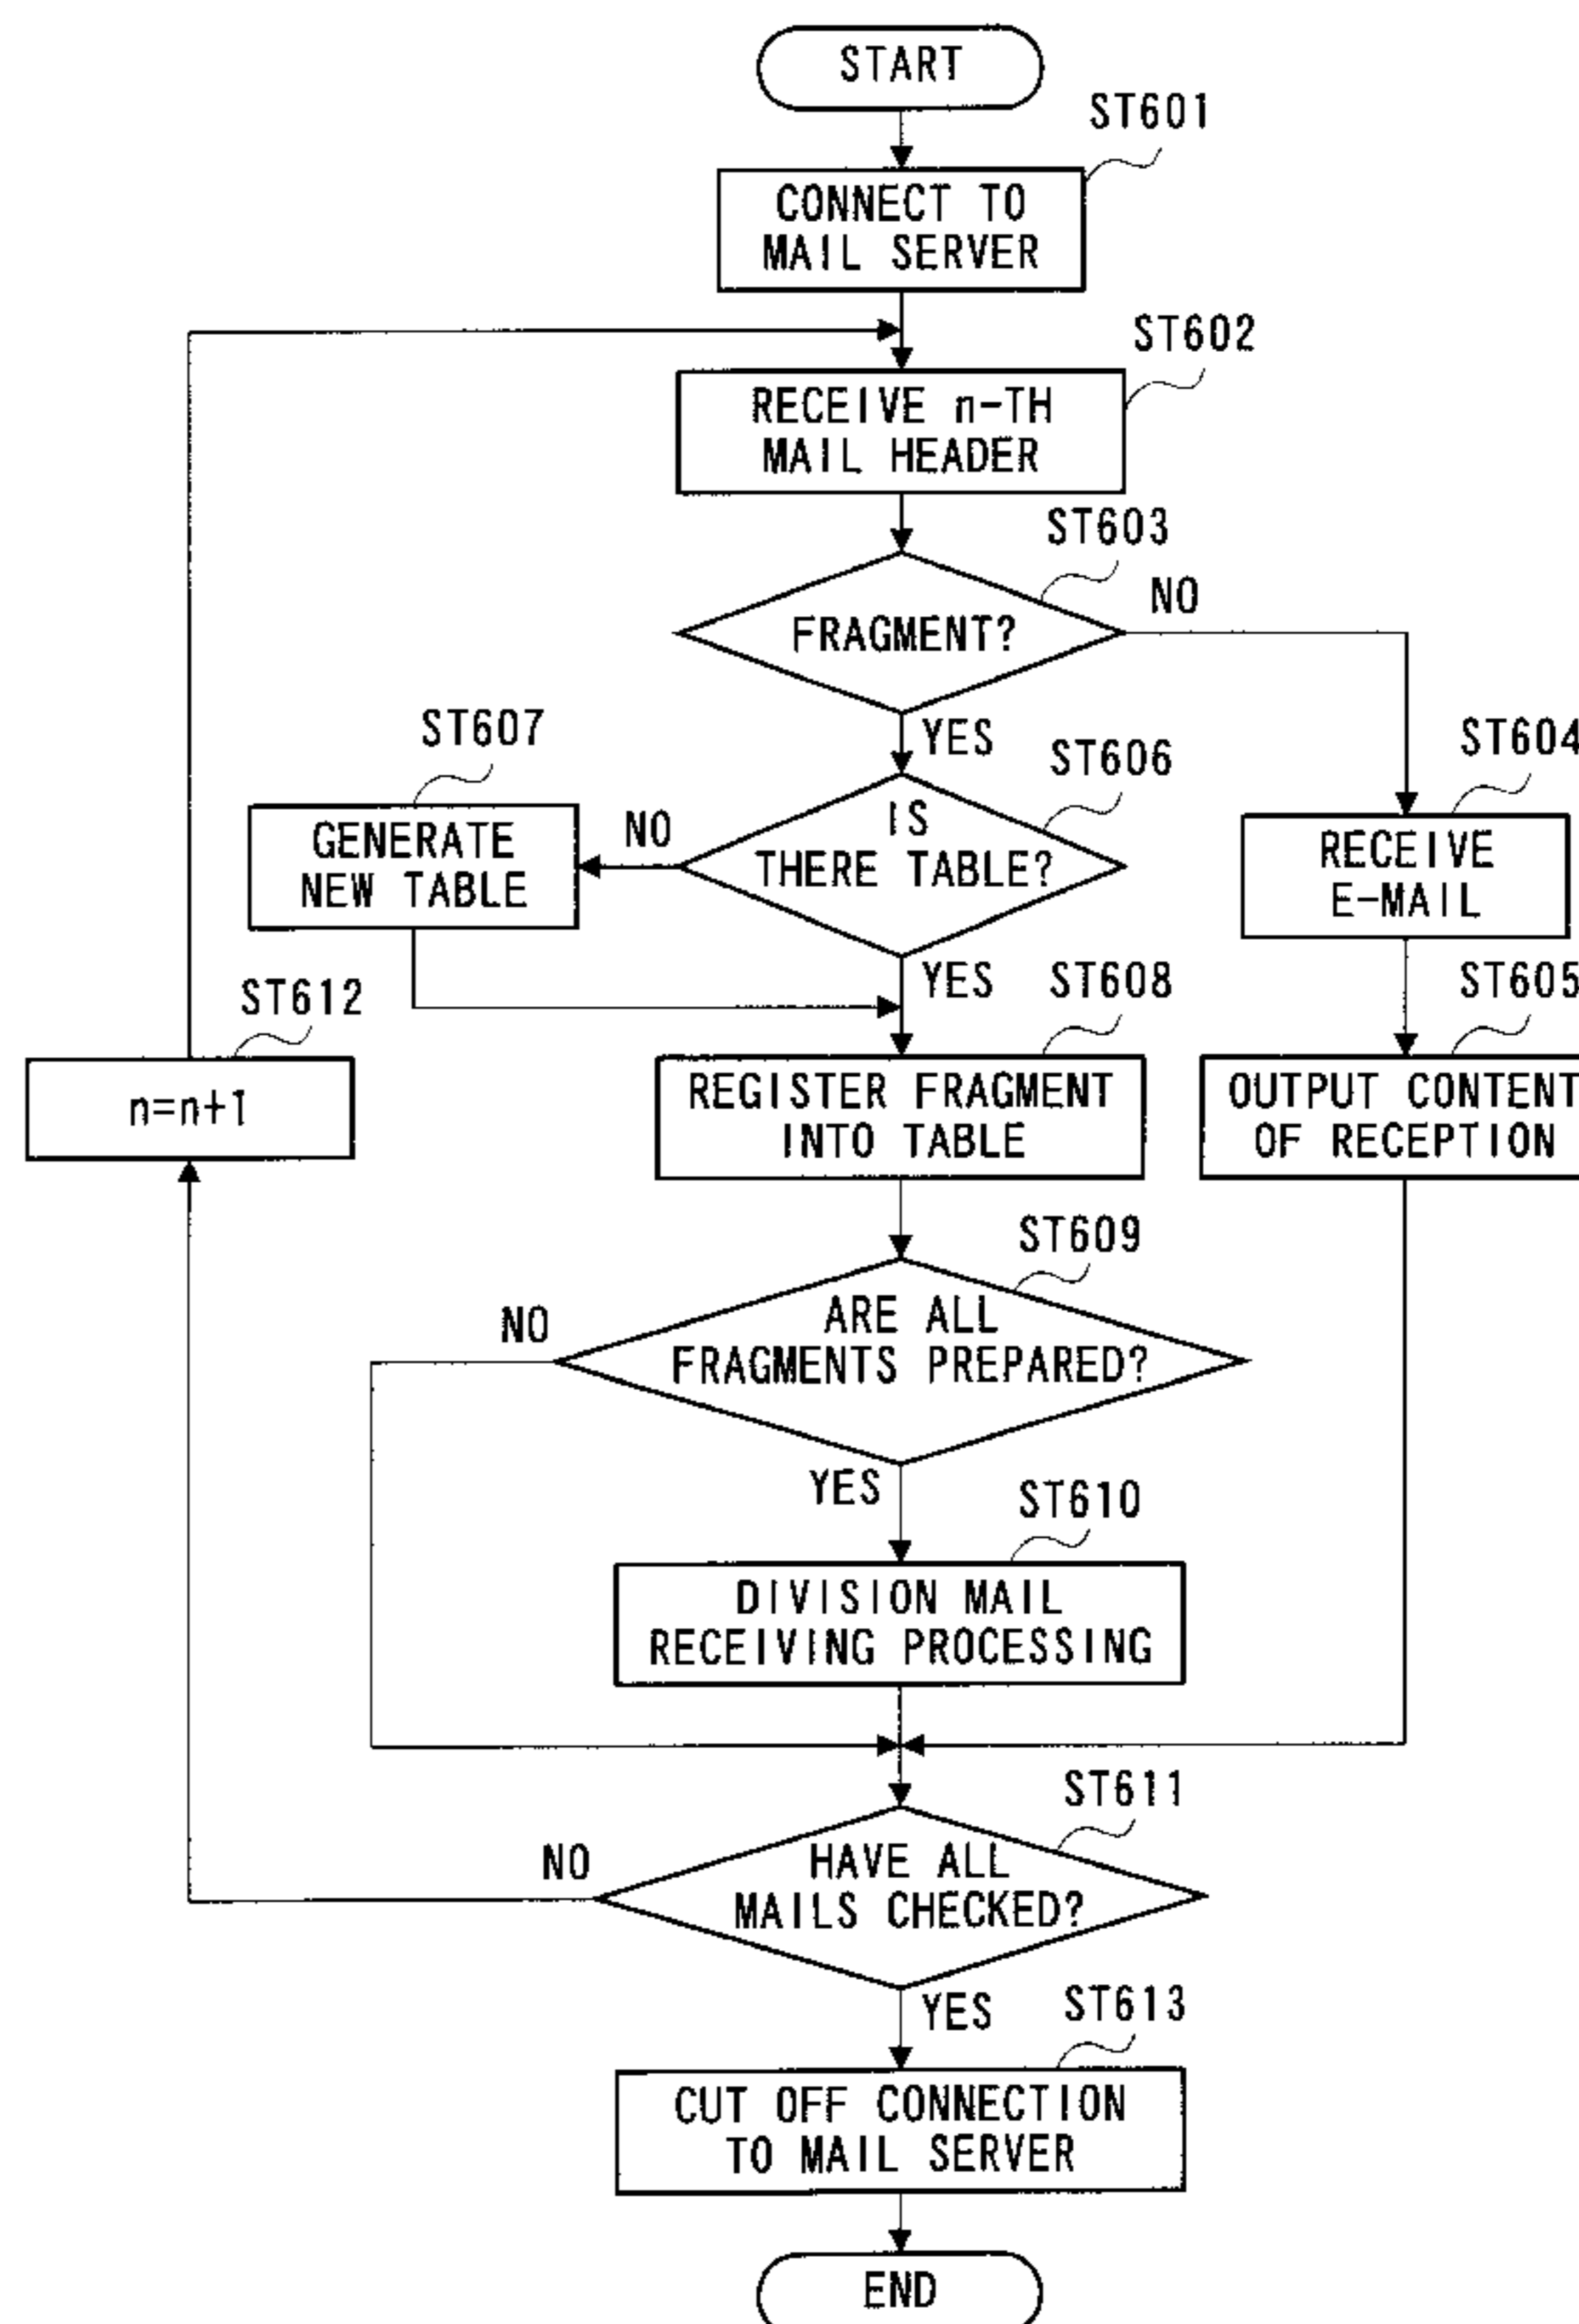 START
ST601
CONNECT TO
MAIL SERVER
ST602
RECEIVE n-TH
MAIL HEADER
ST603
FRAGMENT?
NO
YES
ST607
ST606
ST604
GENERATE
NEW TABLE
NO
IS
THERE TABLE?
RECEIVE
E-MAIL
YES
ST612
ST608
ST605
n=n+1
REGISTER FRAGMENT
INTO TABLE
OUTPUT CONTENT
OF RECEPTION
ST609
NO
ARE ALL
FRAGMENTS PREPARED?
YES
ST610
DIVISION MAIL
RECEIVING PROCESSING
ST611
NO
HAVE ALL
MAILS CHECKED?
YES
ST613
CUT OFF CONNECTION
TO MAIL SERVER
END